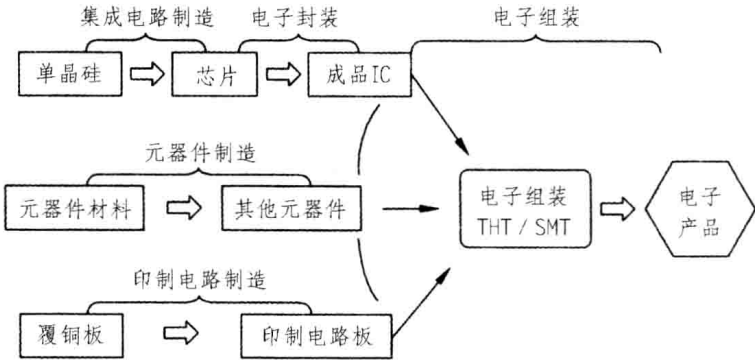 集成电路制造
电子封装
电子组装
单晶硅
芯片
成品IC
元器件制造
元器件材料
其他元器件
电子组装
THT / SMT
电子
产品
印制电路制造
覆铜板
印制电路板